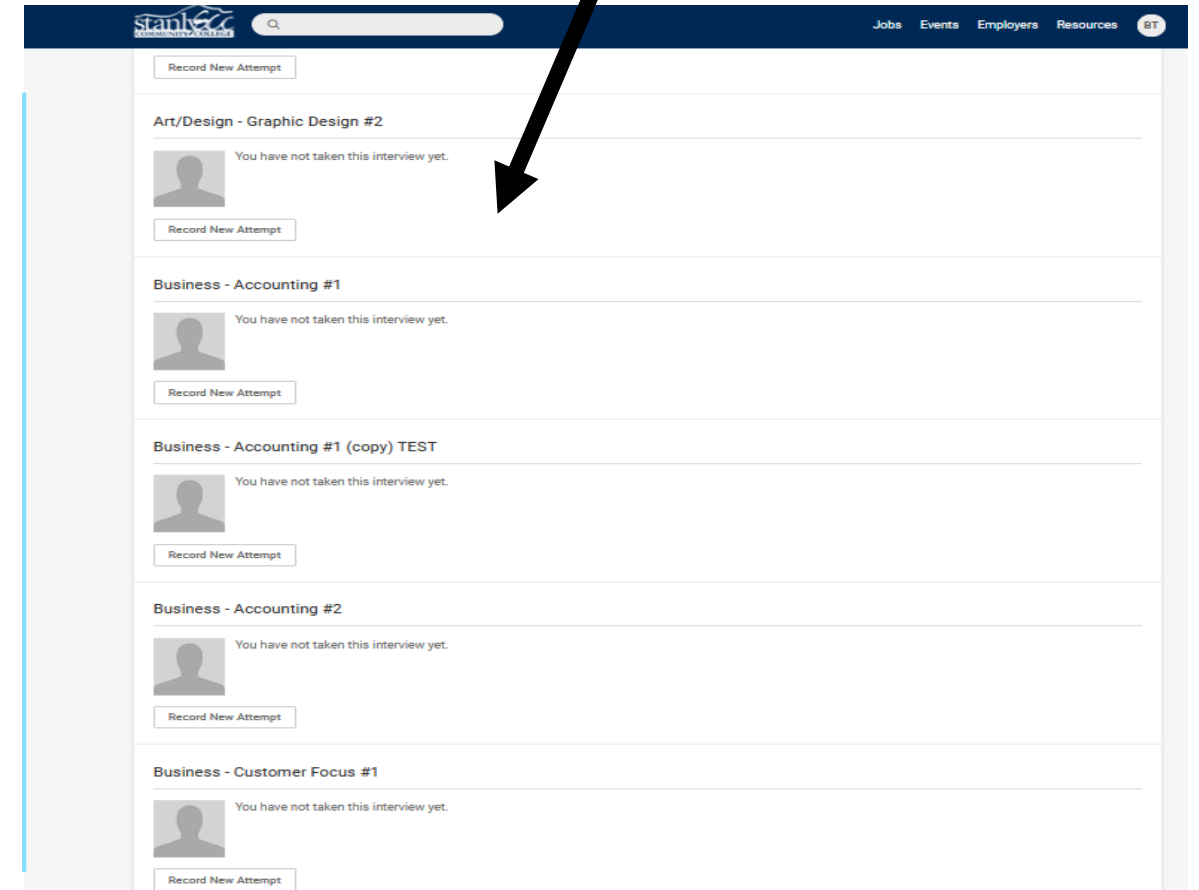 stanly
COMMUNITY COLLEGE
Jobs Events Employers Resources BT
Record New Attempt
Art/Design - Graphic Design #2
You have not taken this interview yet.
Record New Attempt
Business - Accounting #1
You have not taken this interview yet.
Record New Attempt
Business - Accounting #1 (copy) TEST
You have not taken this interview yet.
Record New Attempt
Business - Accounting #2
You have not taken this interview yet.
Record New Attempt
Business - Customer Focus #1
You have not taken this interview yet.
Record New Attempt